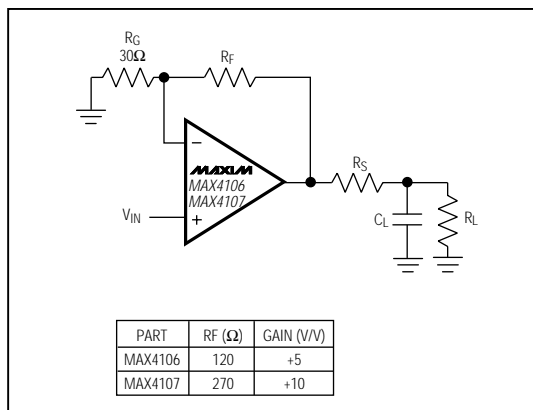 RG
30Ω
RF
−
MAXIM
MAX4106
MAX4107
VIN
+
RS
CL
RL
PART RF (Ω) GAIN (V/V)
MAX4106 120 +5
MAX4107 270 +10